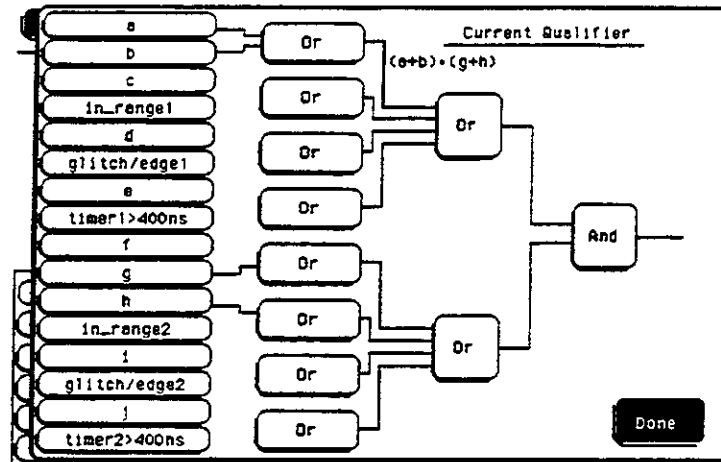 a
Or
Current Qualifier
b
(a+b)•(g+h)
c
Or
in_range1
Or
d
Or
glitch/edge1
e
Or
timer1>400ns
And
f
Or
g
h
Or
in_range2
Or
i
Or
glitch/edge2
j
Or
Done
timer2>400ns